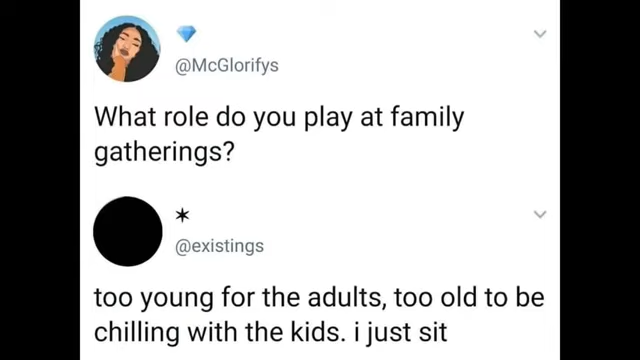 💎
@McGlorifys
What role do you play at family
gatherings?
✶
@existings
too young for the adults, too old to be
chilling with the kids. i just sit